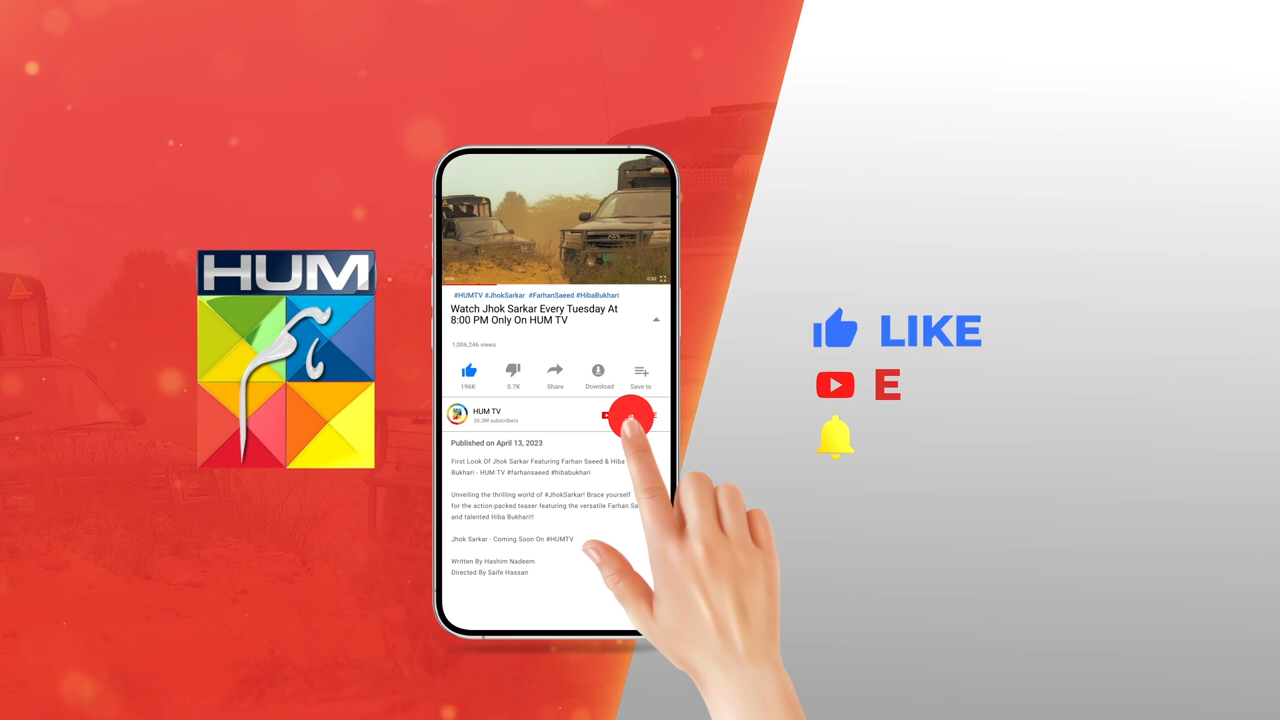 HUM
ہم
#HUMTV #JhokSarkar #FarhanSaeed #HibaBukhari
Watch Jhok Sarkar Every Tuesday At
8:00 PM Only On HUM TV
1,006,246 views
196K
0.7K
Share
Download
Save to
HUM TV
26.3M subscribers
Published on April 13, 2023
First Look Of Jhok Sarkar Featuring Farhan Saeed & Hiba
Bukhari - HUM TV #farhansaeed #hibabukhari
Unveiling the thrilling world of #JhokSarkar! Brace yourself
for the action-packed teaser featuring the versatile Farhan Sa
and talented Hiba Bukhari!!
Jhok Sarkar - Coming Soon On #HUMTV
Written By Hashim Nadeem
Directed By Saife Hassan
LIKE
E